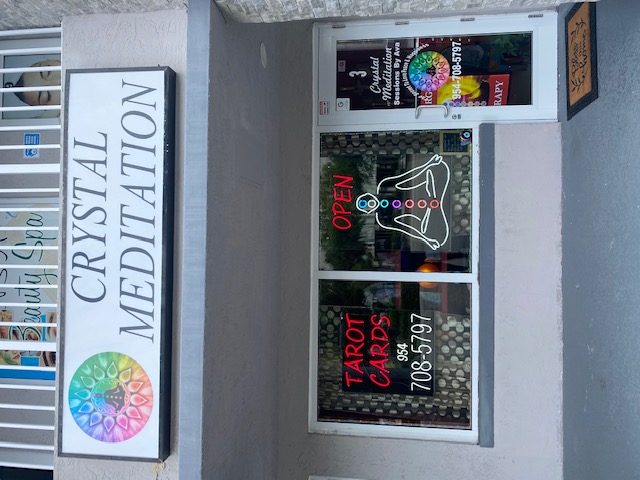 Beauty Spa
CRYSTAL
MEDITATION
TAROT
CARDS
954
708-5797
OPEN
3
Crystal
Meditation
Sessions By Ava
954-708-5797